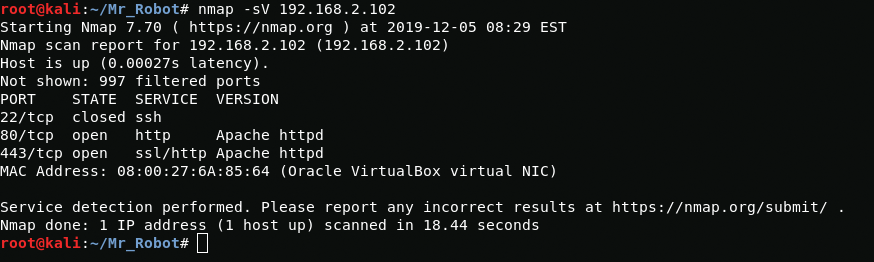 root@kali:~/Mr_Robot# nmap -sV 192.168.2.102
Starting Nmap 7.70 ( https://nmap.org ) at 2019-12-05 08:29 EST
Nmap scan report for 192.168.2.102 (192.168.2.102)
Host is up (0.00027s latency).
Not shown: 997 filtered ports
PORT    STATE  SERVICE  VERSION
22/tcp  closed ssh
80/tcp  open   http     Apache httpd
443/tcp open   ssl/http Apache httpd
MAC Address: 08:00:27:6A:85:64 (Oracle VirtualBox virtual NIC)

Service detection performed. Please report any incorrect results at https://nmap.org/submit/ .
Nmap done: 1 IP address (1 host up) scanned in 18.44 seconds
root@kali:~/Mr_Robot#